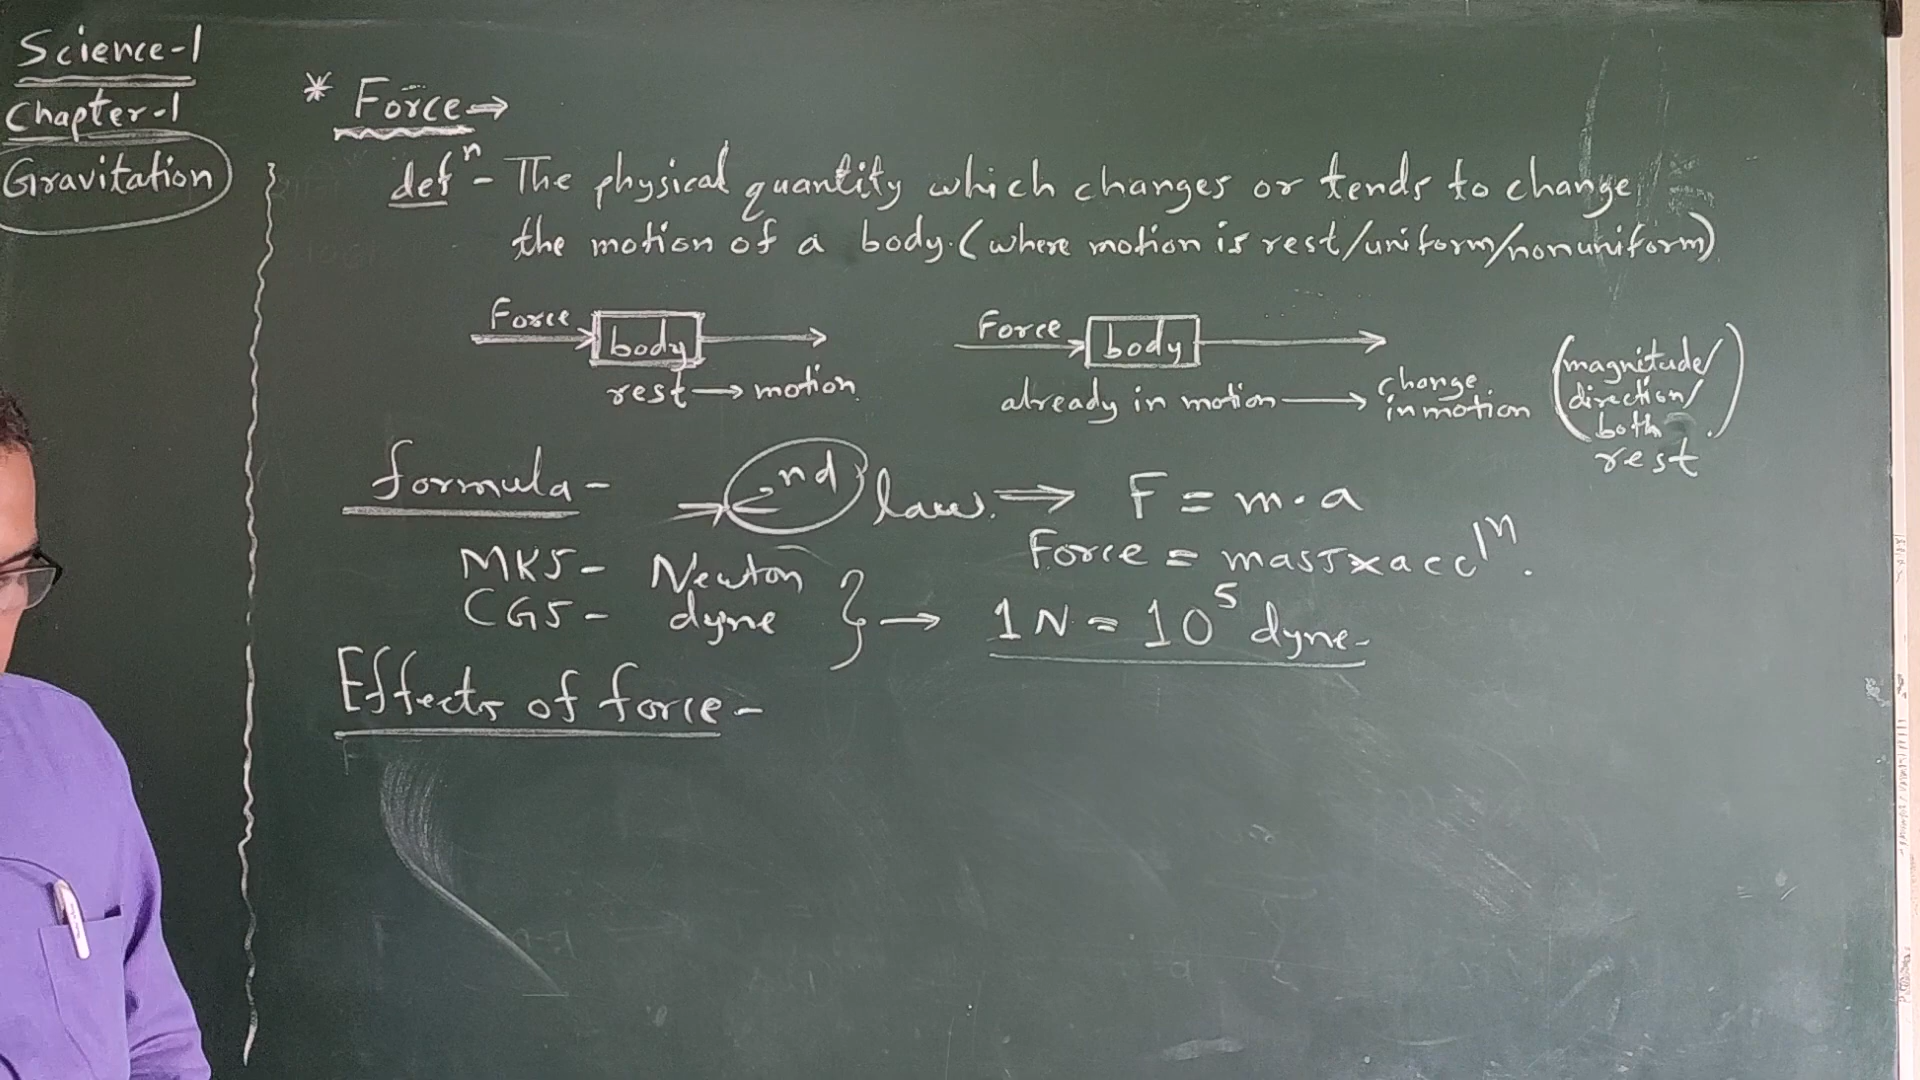 Science-1
Chapter-1
Gravitation
* Force→
defⁿ - The physical quantity which changes or tends to change
the motion of a body. (where motion is rest/uniform/nonuniform)
Force body
rest → motion
Force body
already in motion → change in motion (magnitude/direction/both.)
rest
formula - → 2nd law. ⇒ F = m·a
Force = mass x accⁿ.
MKS - Newton
CGS - dyne } → 1N = 10⁵ dyne-
Effects of force -